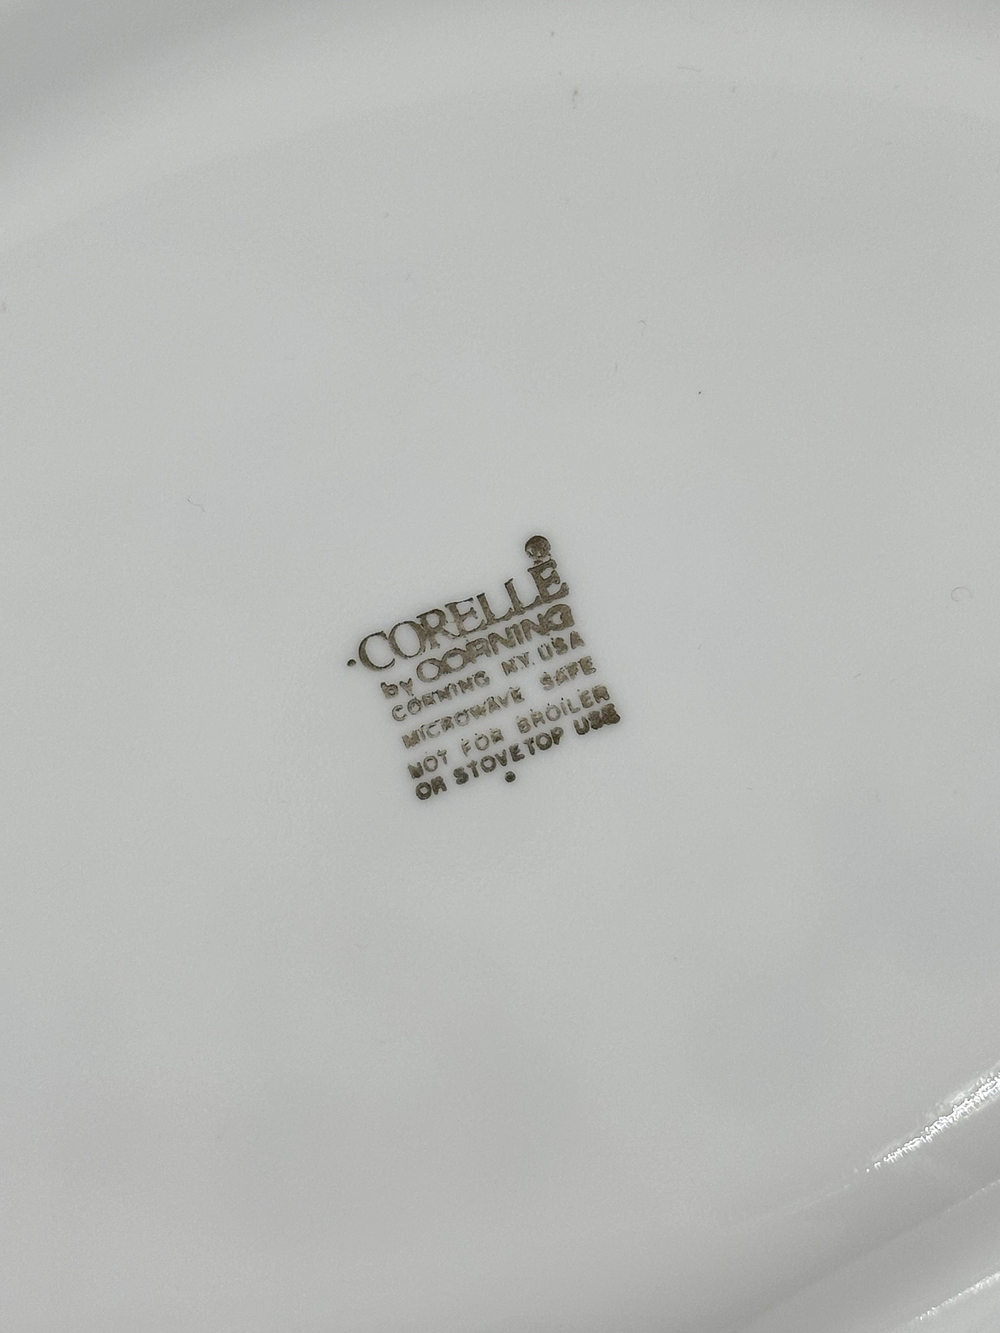 CORELLE®
by CORNING
CORNING N.Y. USA
MICROWAVE SAFE
NOT FOR BROILER
OR STOVETOP USE